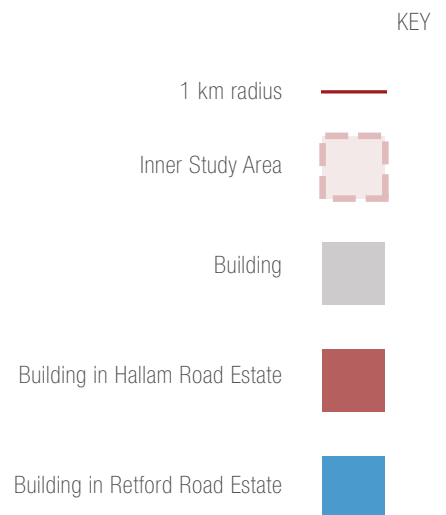 KEY
1 km radius
Inner Study Area
Building
Building in Hallam Road Estate
Building in Retford Road Estate